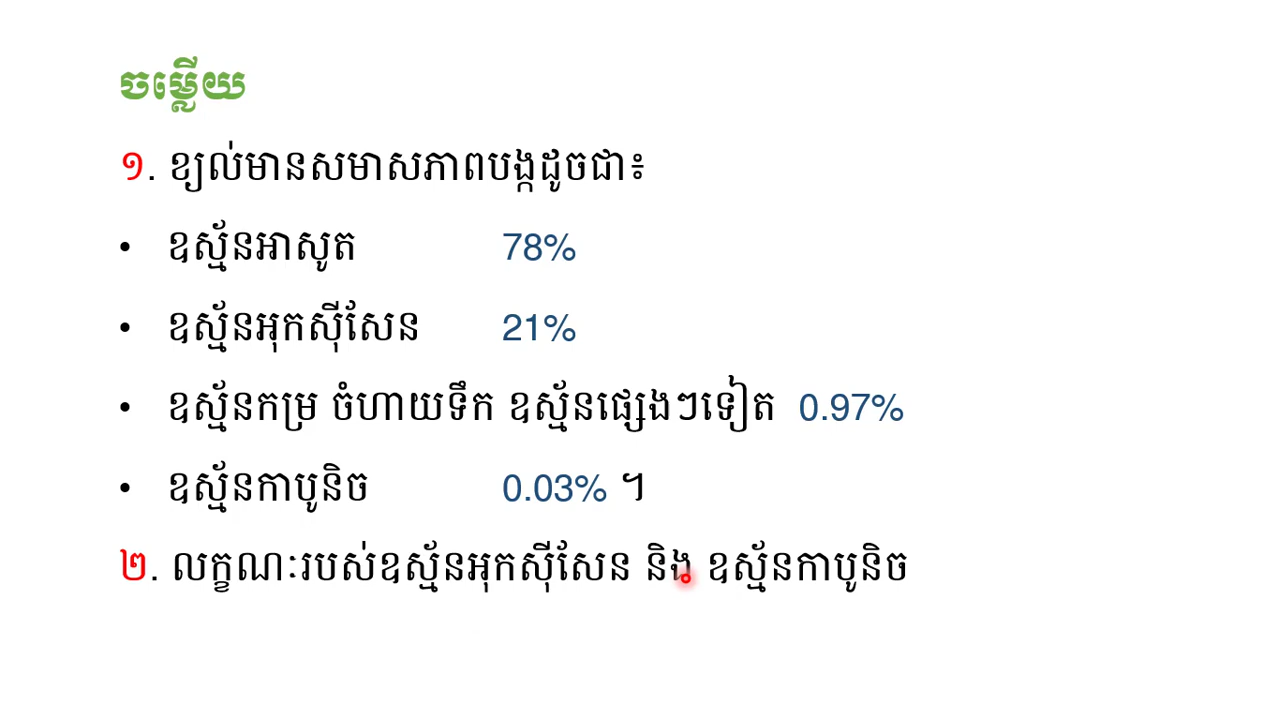 ចម្លើយ
១. ខ្យល់មានសមាសភាពបង្កដូចជា៖
• ឧស្ម័នអាសូត 78%
• ឧស្ម័នអុកស៊ីសែន 21%
• ឧស្ម័នកម្រ ចំហាយទឹក ឧស្ម័នផ្សេងៗទៀត 0.97%
• ឧស្ម័នកាបូនិច 0.03% ។
២. លក្ខណៈរបស់ឧស្ម័នអុកស៊ីសែន និង ឧស្ម័នកាបូនិច